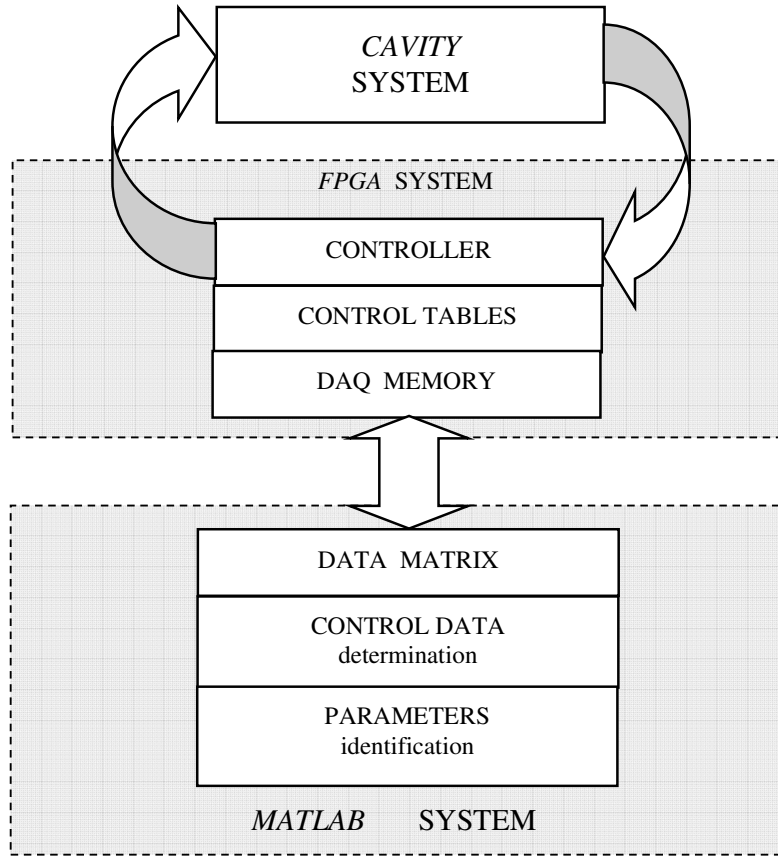 CAVITY
SYSTEM
FPGA SYSTEM
CONTROLLER
CONTROL TABLES
DAQ MEMORY
DATA MATRIX
CONTROL DATA
determination
PARAMETERS
identification
MATLAB SYSTEM